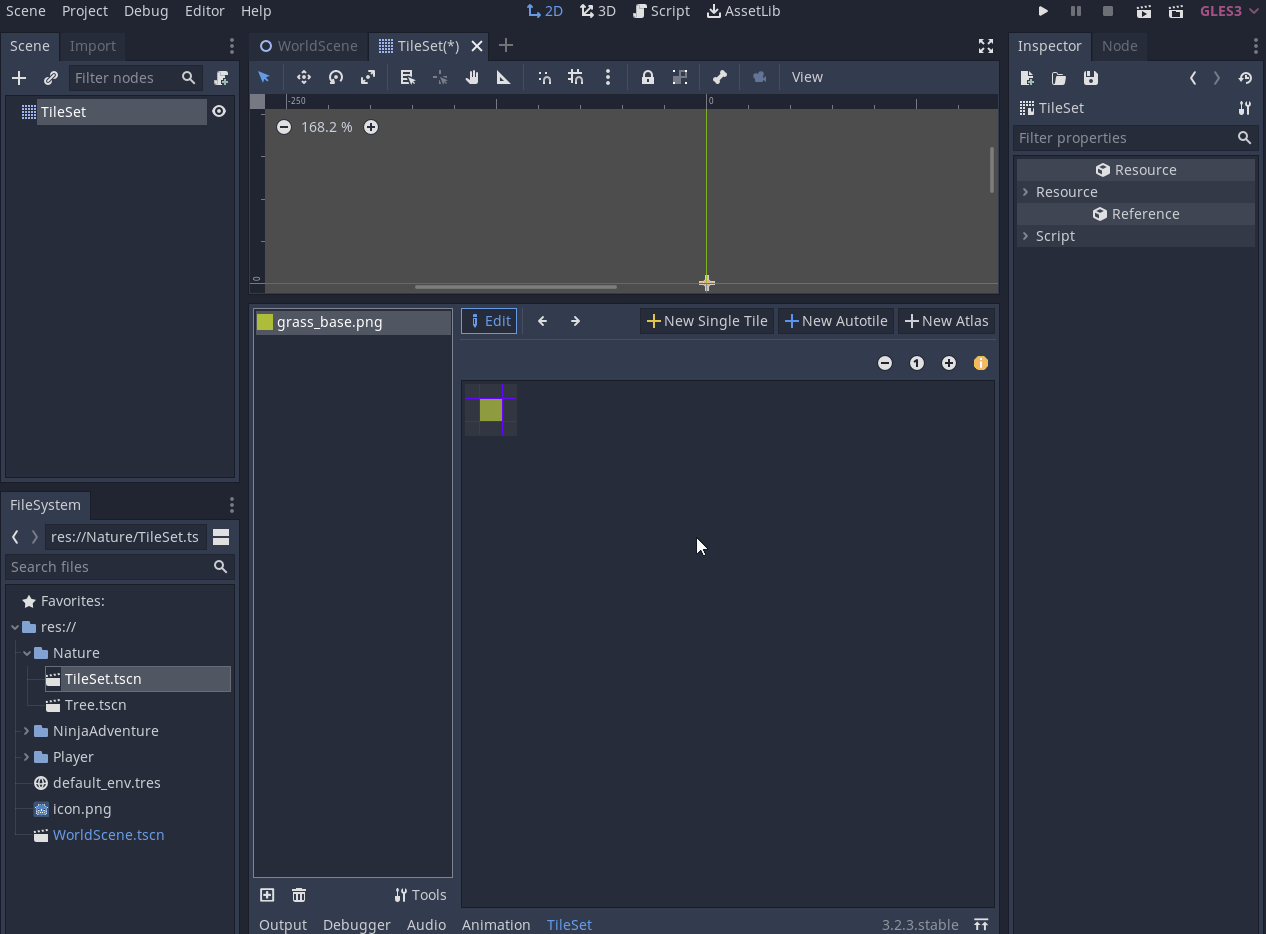 Scene Project Debug Editor Help 2D 3D Script AssetLib GLES3
Scene Import WorldScene TileSet(*) Inspector Node
Filter nodes View
TileSet
-250 0
168.2 %
0
TileSet
Filter properties
Resource
Resource
Reference
Script
grass_base.png
Edit New Single Tile New Autotile New Atlas
1
FileSystem
res://Nature/TileSet.ts
Search files
Favorites:
res://
Nature
TileSet.tscn
Tree.tscn
NinjaAdventure
Player
default_env.tres
icon.png
WorldScene.tscn
Tools
Output Debugger Audio Animation TileSet 3.2.3.stable